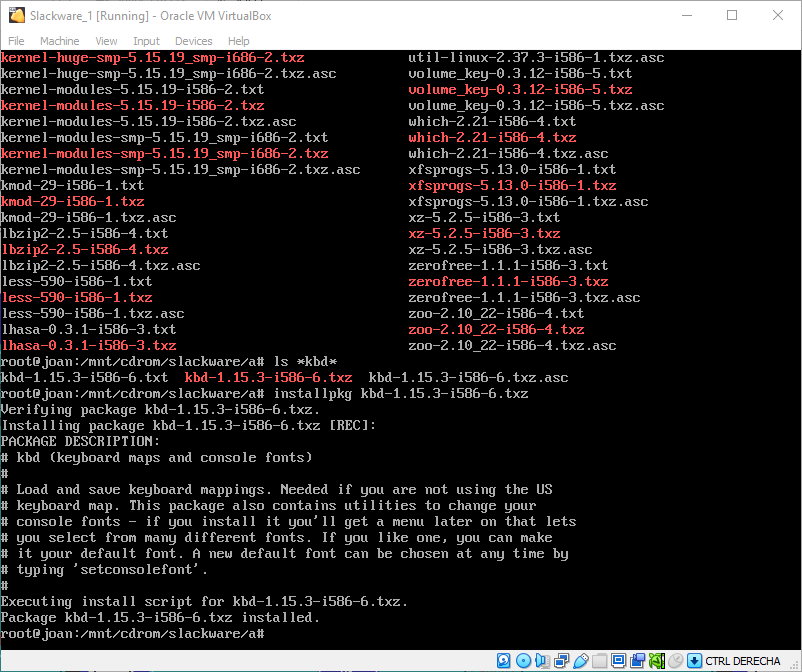 Slackware_1 [Running] - Oracle VM VirtualBox
File Machine View Input Devices Help
kernel-huge-smp-5.15.19_smp-i686-2.txz util-linux-2.37.3-i586-1.txz.asc
kernel-huge-smp-5.15.19_smp-i686-2.txz.asc volume_key-0.3.12-i586-5.txt
kernel-modules-5.15.19-i586-2.txt volume_key-0.3.12-i586-5.txz
kernel-modules-5.15.19-i586-2.txz volume_key-0.3.12-i586-5.txz.asc
kernel-modules-5.15.19-i586-2.txz.asc which-2.21-i586-4.txt
kernel-modules-smp-5.15.19_smp-i686-2.txt which-2.21-i586-4.txz
kernel-modules-smp-5.15.19_smp-i686-2.txz which-2.21-i586-4.txz.asc
kernel-modules-smp-5.15.19_smp-i686-2.txz.asc xfsprogs-5.13.0-i586-1.txt
kmod-29-i586-1.txt xfsprogs-5.13.0-i586-1.txz
kmod-29-i586-1.txz xfsprogs-5.13.0-i586-1.txz.asc
kmod-29-i586-1.txz.asc xz-5.2.5-i586-3.txt
lbzip2-2.5-i586-4.txt xz-5.2.5-i586-3.txz
lbzip2-2.5-i586-4.txz xz-5.2.5-i586-3.txz.asc
lbzip2-2.5-i586-4.txz.asc zerofree-1.1.1-i586-3.txt
less-590-i586-1.txt zerofree-1.1.1-i586-3.txz
less-590-i586-1.txz zerofree-1.1.1-i586-3.txz.asc
less-590-i586-1.txz.asc zoo-2.10_22-i586-4.txt
lhasa-0.3.1-i586-3.txt zoo-2.10_22-i586-4.txz
lhasa-0.3.1-i586-3.txz zoo-2.10_22-i586-4.txz.asc
root@joan:/mnt/cdrom/slackware/a# ls *kbd*
kbd-1.15.3-i586-6.txt kbd-1.15.3-i586-6.txz kbd-1.15.3-i586-6.txz.asc
root@joan:/mnt/cdrom/slackware/a# installpkg kbd-1.15.3-i586-6.txz
Verifying package kbd-1.15.3-i586-6.txz.
Installing package kbd-1.15.3-i586-6.txz [REC]:
PACKAGE DESCRIPTION:
# kbd (keyboard maps and console fonts)
#
# Load and save keyboard mappings. Needed if you are not using the US
# keyboard map. This package also contains utilities to change your
# console fonts - if you install it you'll get a menu later on that lets
# you select from many different fonts. If you like one, you can make
# it your default font. A new default font can be chosen at any time by
# typing 'setconsolefont'.
#
Executing install script for kbd-1.15.3-i586-6.txz.
Package kbd-1.15.3-i586-6.txz installed.
root@joan:/mnt/cdrom/slackware/a#
CTRL DERECHA